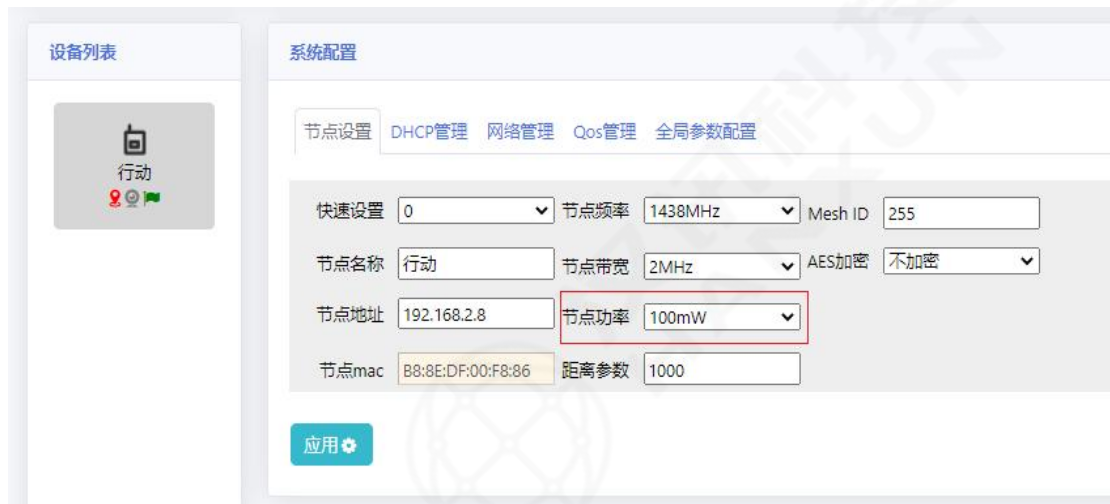 设备列表
系统配置
行动
节点设置 DHCP管理 网络管理 Qos管理 全局参数配置
快速设置 0 节点频率 1438MHz Mesh ID 255
节点名称 行动 节点带宽 2MHz AES加密 不加密
节点地址 192.168.2.8 节点功率 100mW
节点mac B8:8E:DF:00:F8:86 距离参数 1000
应用